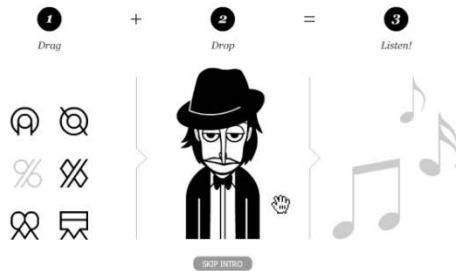 1 + 2 = 3
Drag Drop Listen!
SKIP INTRO